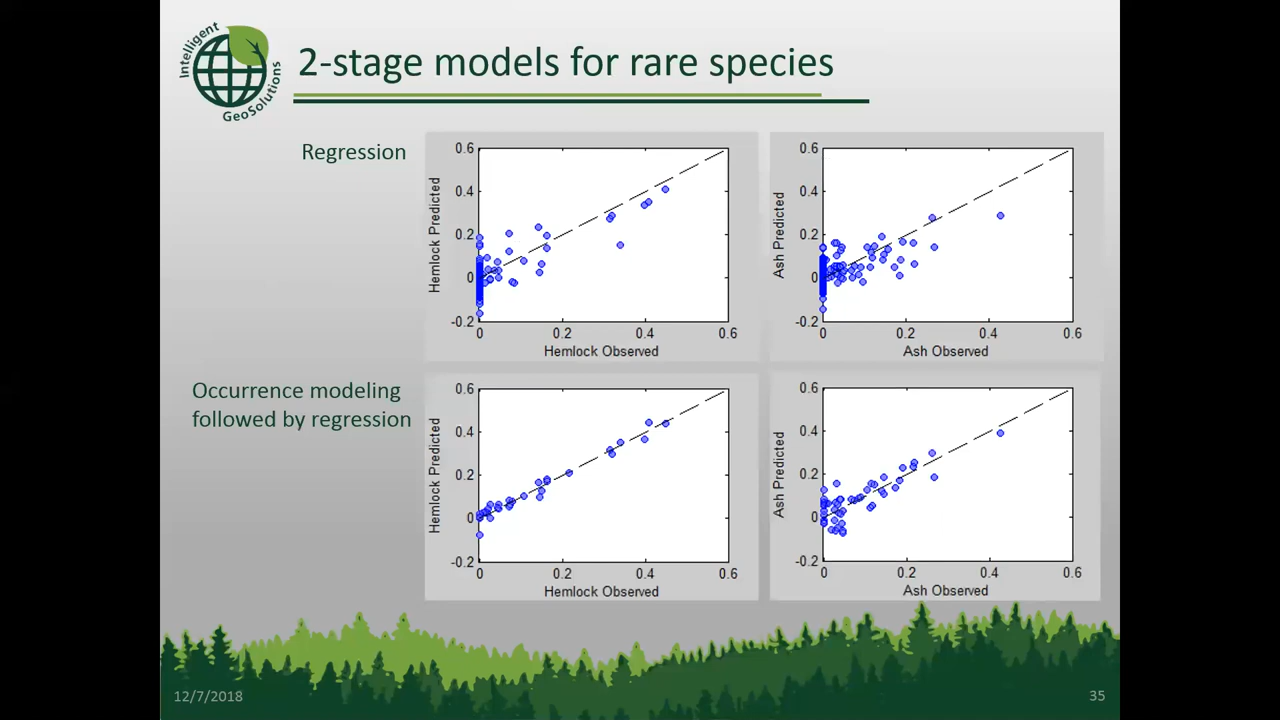 Intelligent
GeoSolutions
2-stage models for rare species
Regression
0.6
0.4
0.2
0
-0.2
Hemlock Predicted
0
0.2
0.4
0.6
Hemlock Observed
0.6
0.4
0.2
0
-0.2
Ash Predicted
0
0.2
0.4
0.6
Ash Observed
Occurrence modeling
followed by regression
0.6
0.4
0.2
0
-0.2
Hemlock Predicted
0
0.2
0.4
0.6
Hemlock Observed
0.6
0.4
0.2
0
-0.2
Ash Predicted
0
0.2
0.4
0.6
Ash Observed
12/7/2018
35